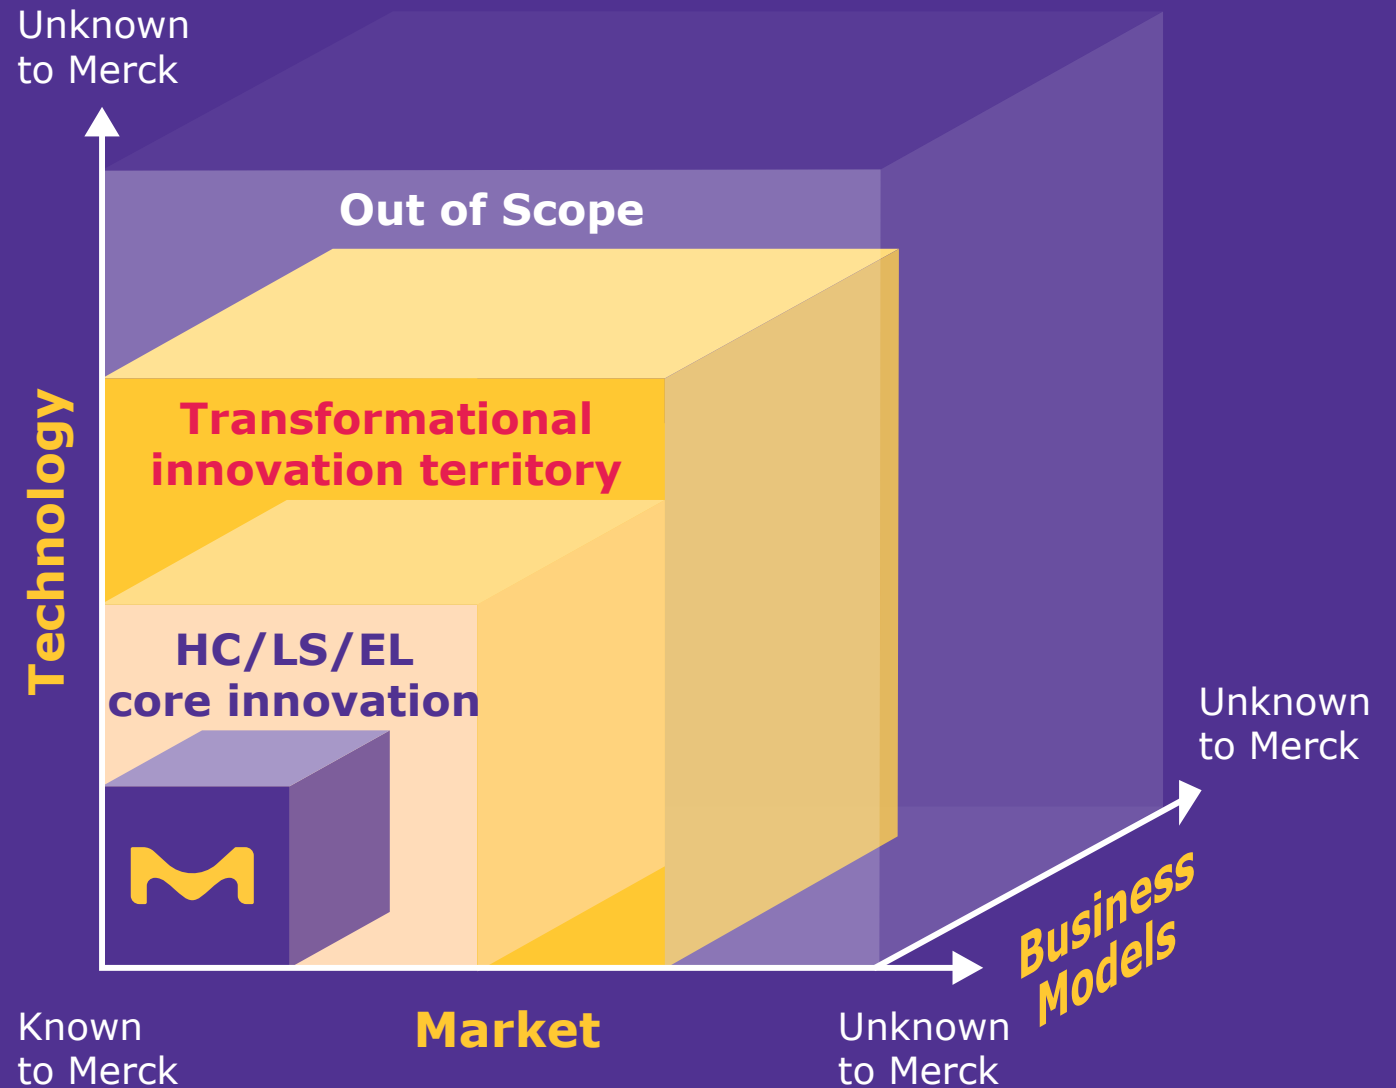 Unknown
to Merck
Out of Scope
Transformational
innovation territory
Technology
HC/LS/EL
core innovation
Unknown
to Merck
Business
Models
Known
to Merck
Market
Unknown
to Merck